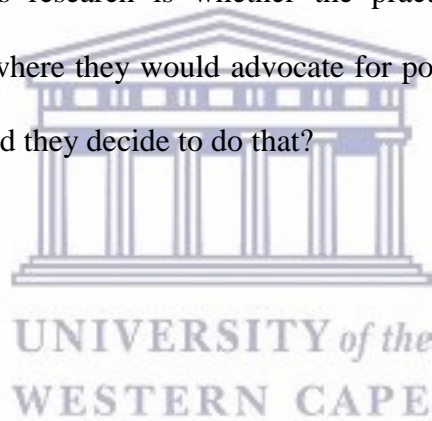 s research is whether the pract
where they would advocate for po
d they decide to do that?
UNIVERSITY of the
WESTERN CAPE